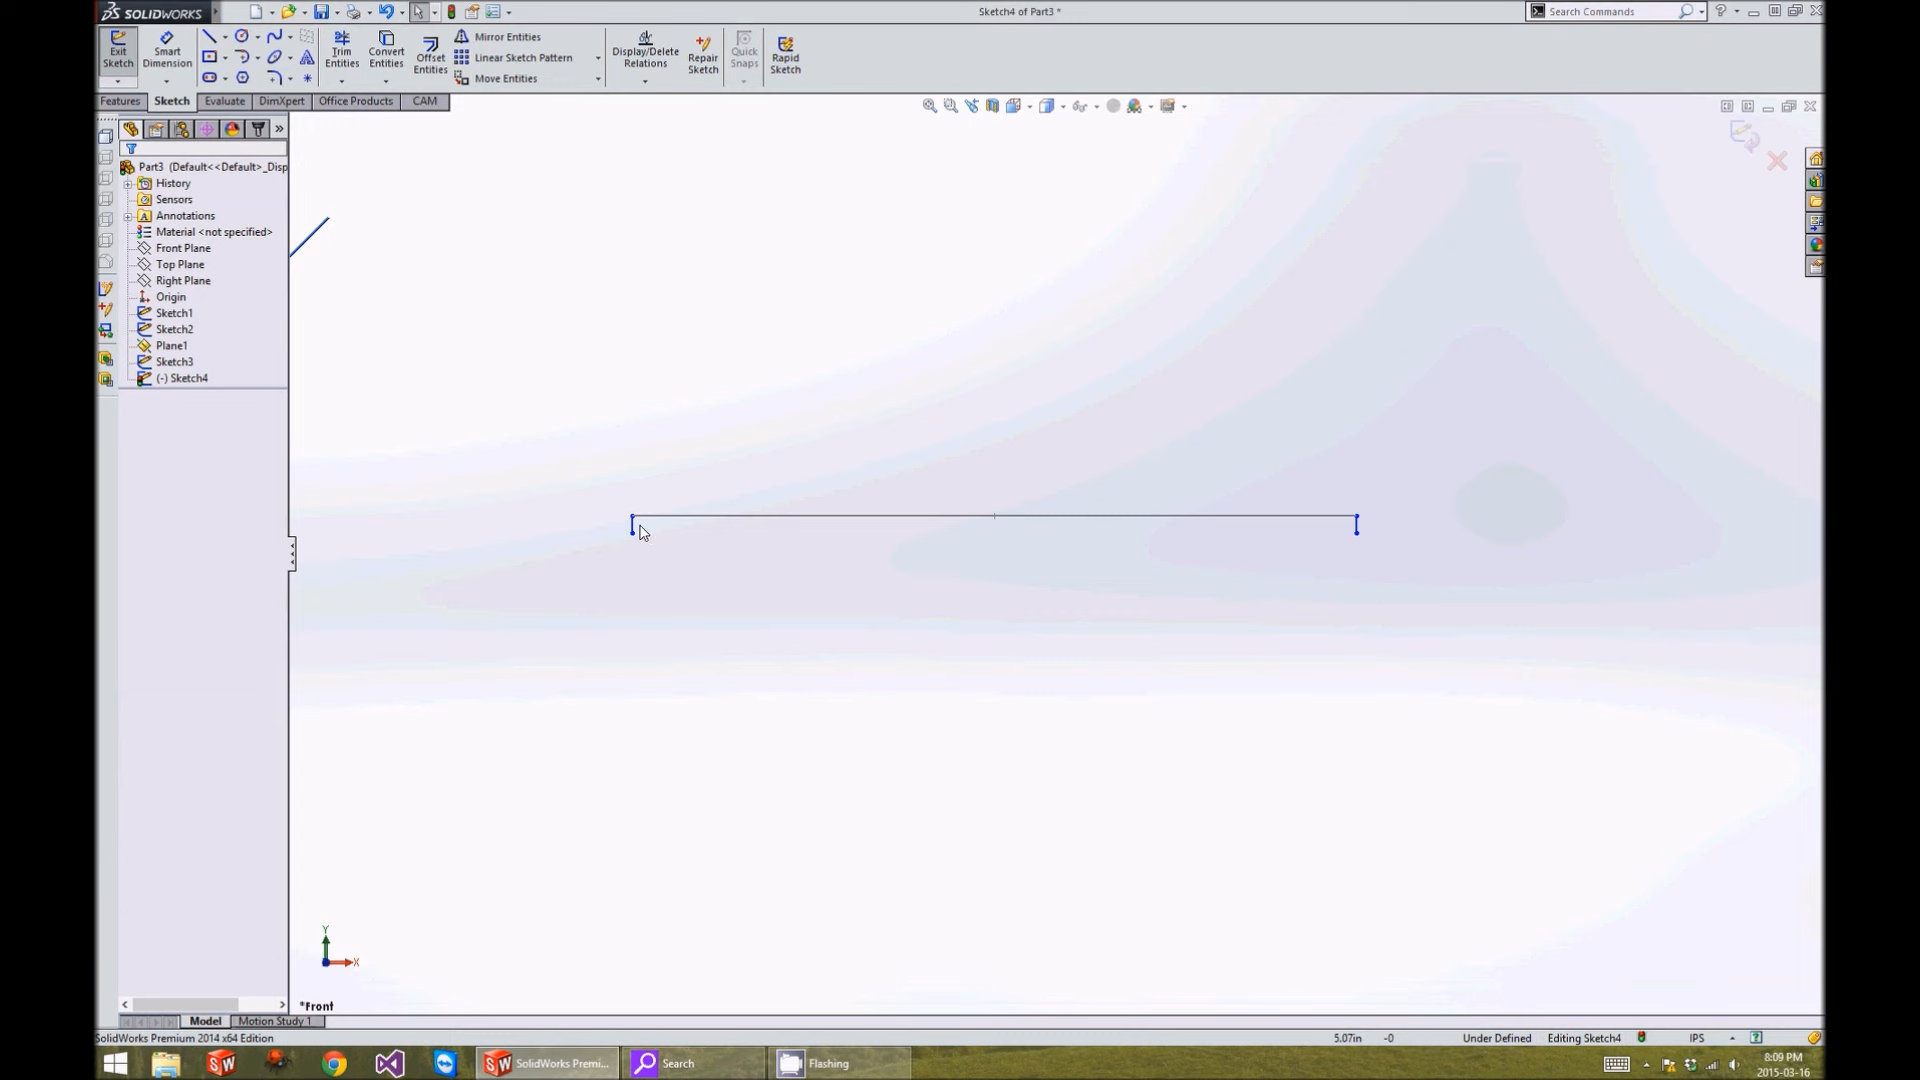 SOLIDWORKS
Sketch4 of Part3 *
Search Commands
Exit Sketch
Smart Dimension
Trim Entities
Convert Entities
Offset Entities
Mirror Entities
Linear Sketch Pattern
Move Entities
Display/Delete Relations
Repair Sketch
Quick Snaps
Rapid Sketch
Features
Sketch
Evaluate
DimXpert
Office Products
CAM
Part3 (Default<<Default>_Disp
History
Sensors
Annotations
Material <not specified>
Front Plane
Top Plane
Right Plane
Origin
Sketch1
Sketch2
Plane1
Sketch3
(-) Sketch4
Y
X
*Front
Model
Motion Study 1
SolidWorks Premium 2014 x64 Edition
5.07in
-0
Under Defined
Editing Sketch4
IPS
SolidWorks Premi...
Search
Flashing
8:09 PM
2015-03-16